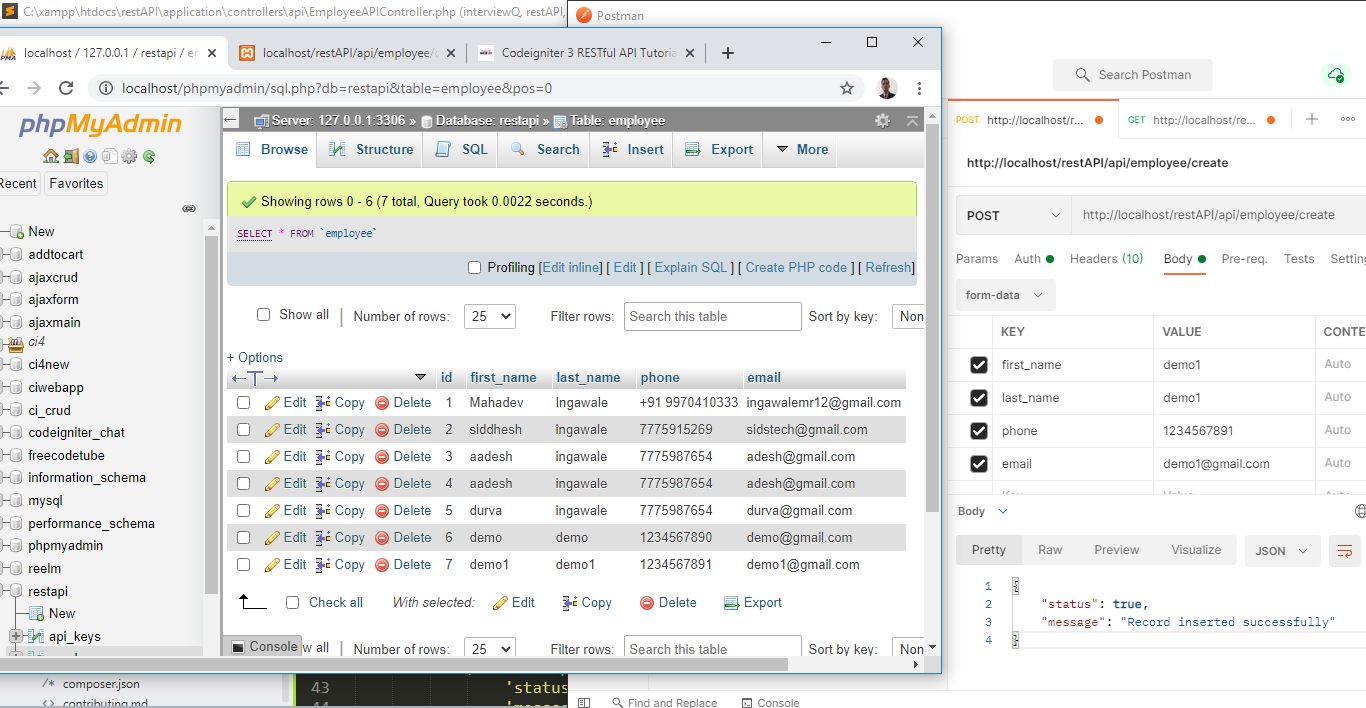 C:\xampp\htdocs\restAPI\application\controllers\api\EmployeeAPIController.php (interviewQ, restAPI,
Postman
localhost / 127.0.0.1 / restapi / e
localhost/restAPI/api/employee/
Codeigniter 3 RESTful API Tutoria
localhost/phpmyadmin/sql.php?db=restapi&table=employee&pos=0
phpMyAdmin
Recent
Favorites
New
addtocart
ajaxcrud
ajaxform
ajaxmain
ci4
ci4new
ciwebapp
ci_crud
codeigniter_chat
freecodetube
information_schema
mysql
performance_schema
phpmyadmin
reelm
restapi
New
api_keys
composer.json
contributing.md
Server: 127.0.0.1:3306 » Database: restapi » Table: employee
Browse Structure SQL Search Insert Export More
Showing rows 0 - 6 (7 total, Query took 0.0022 seconds.)
SELECT * FROM `employee`
Profiling [Edit inline] [ Edit ] [ Explain SQL ] [ Create PHP code ] [ Refresh]
Show all | Number of rows: 25 Filter rows: Search this table Sort by key: Non
+ Options
id first_name last_name phone email
Edit Copy Delete 1 Mahadev Ingawale +91 9970410333 ingawalemr12@gmail.com
Edit Copy Delete 2 siddhesh ingawale 7775915269 sidstech@gmail.com
Edit Copy Delete 3 aadesh ingawale 7775987654 adesh@gmail.com
Edit Copy Delete 4 aadesh ingawale 7775987654 adesh@gmail.com
Edit Copy Delete 5 durva ingawale 7775987654 durva@gmail.com
Edit Copy Delete 6 demo demo 1234567890 demo@gmail.com
Edit Copy Delete 7 demo1 demo1 1234567891 demo1@gmail.com
Check all With selected: Edit Copy Delete Export
Console w all | Number of rows: 25 Filter rows: Search this table Sort by key: Non
43 'status
44
Search Postman
POST http://localhost/r...
GET http://localhost/re...
http://localhost/restAPI/api/employee/create
POST http://localhost/restAPI/api/employee/create
Params Auth Headers (10) Body Pre-req. Tests Setting
form-data
KEY VALUE CONTE
first_name demo1 Auto
last_name demo1 Auto
phone 1234567891 Auto
email demo1@gmail.com Auto
Key Value Auto
Body
Pretty Raw Preview Visualize JSON
1 {
2 "status": true,
3 "message": "Record inserted successfully"
4 }
Find and Replace Console